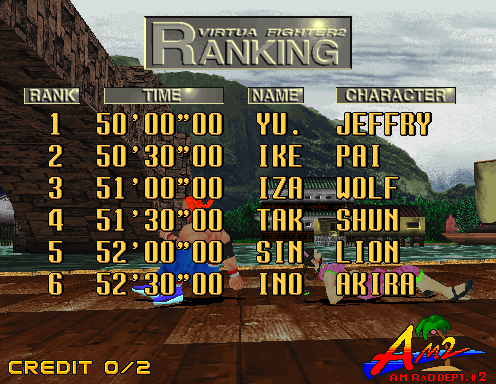 VIRTUA FIGHTER2
RANKING
RANK TIME NAME CHARACTER
1 50'00"00 YU. JEFFRY
2 50'30"00 IKE PAI
3 51'00"00 IZA WOLF
4 51'30"00 TAK SHUN
5 52'00"00 SIN LION
6 52'30"00 INO AKIRA
AM2
AM R&D DEPT. #2
CREDIT 0/2